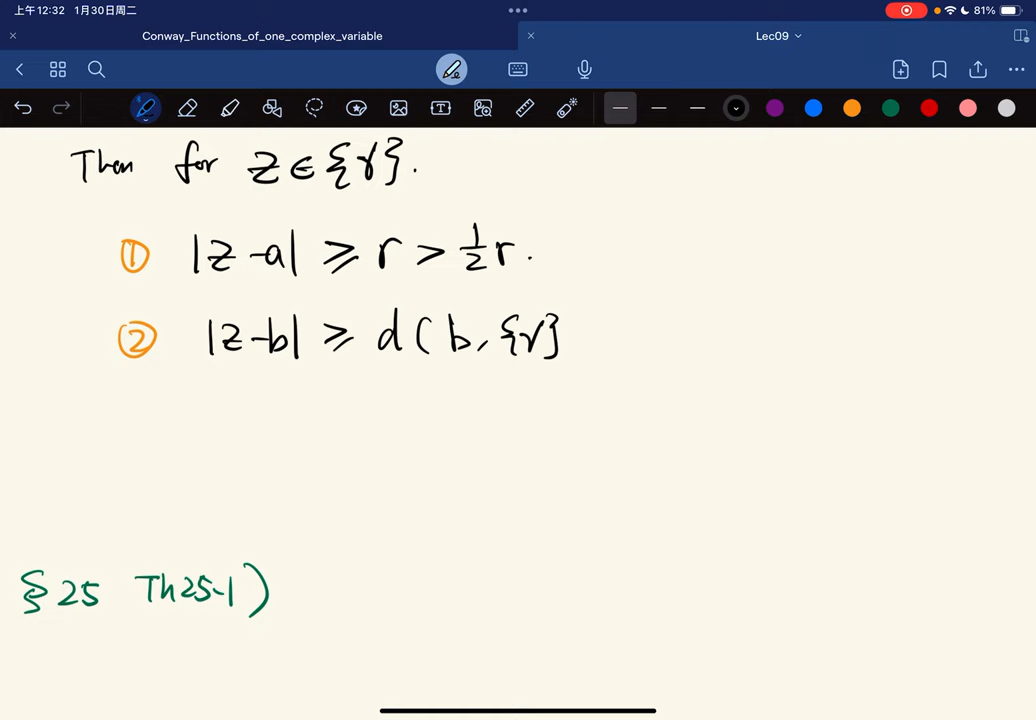 上午12:32 1月30日周二
81%
Conway_Functions_of_one_complex_variable
Lec09
Then for z ∈ {γ}.
① |z-a| ⩾ r > ½r.
② |z-b| ⩾ d(b, {γ}
§25 Th25-1)